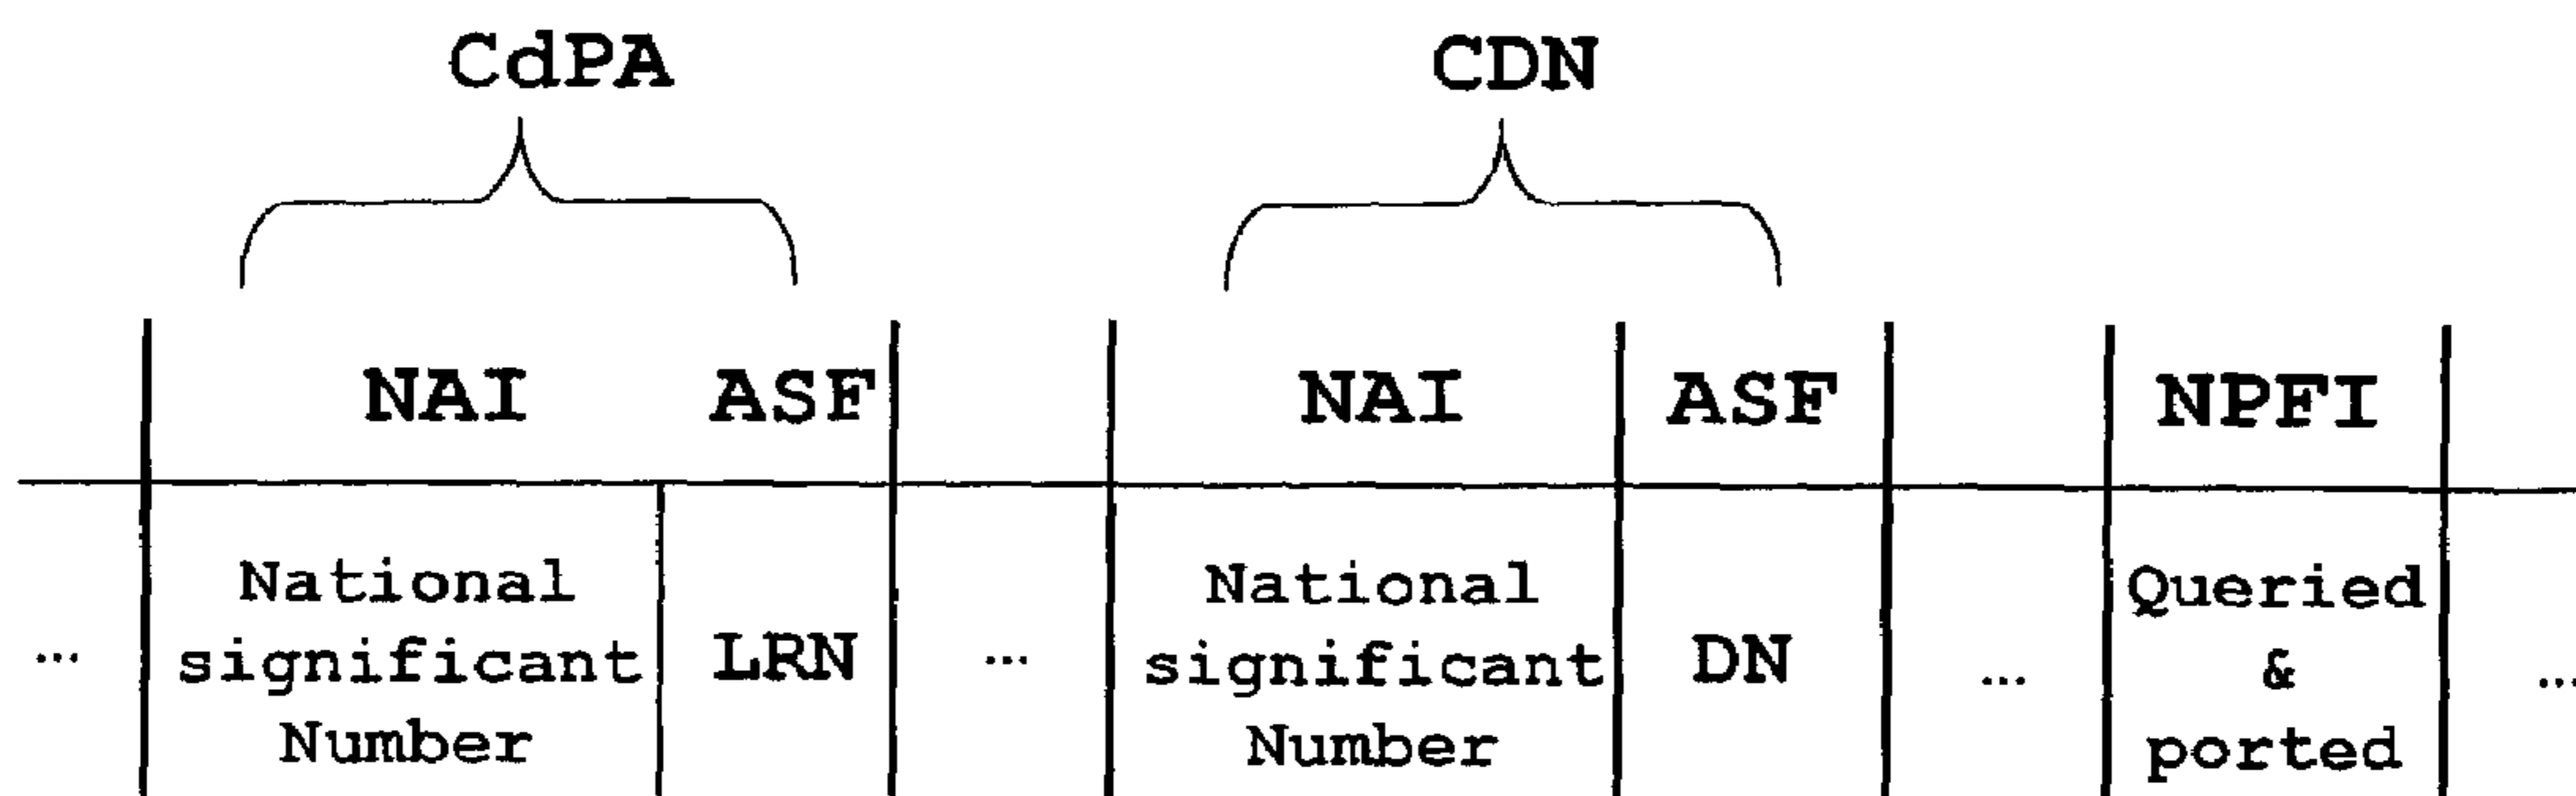 CdPA CDN
NAI ASF NAI ASF NPFI
National National Queried
... significant LRN ... significant DN ... & ...
Number Number ported